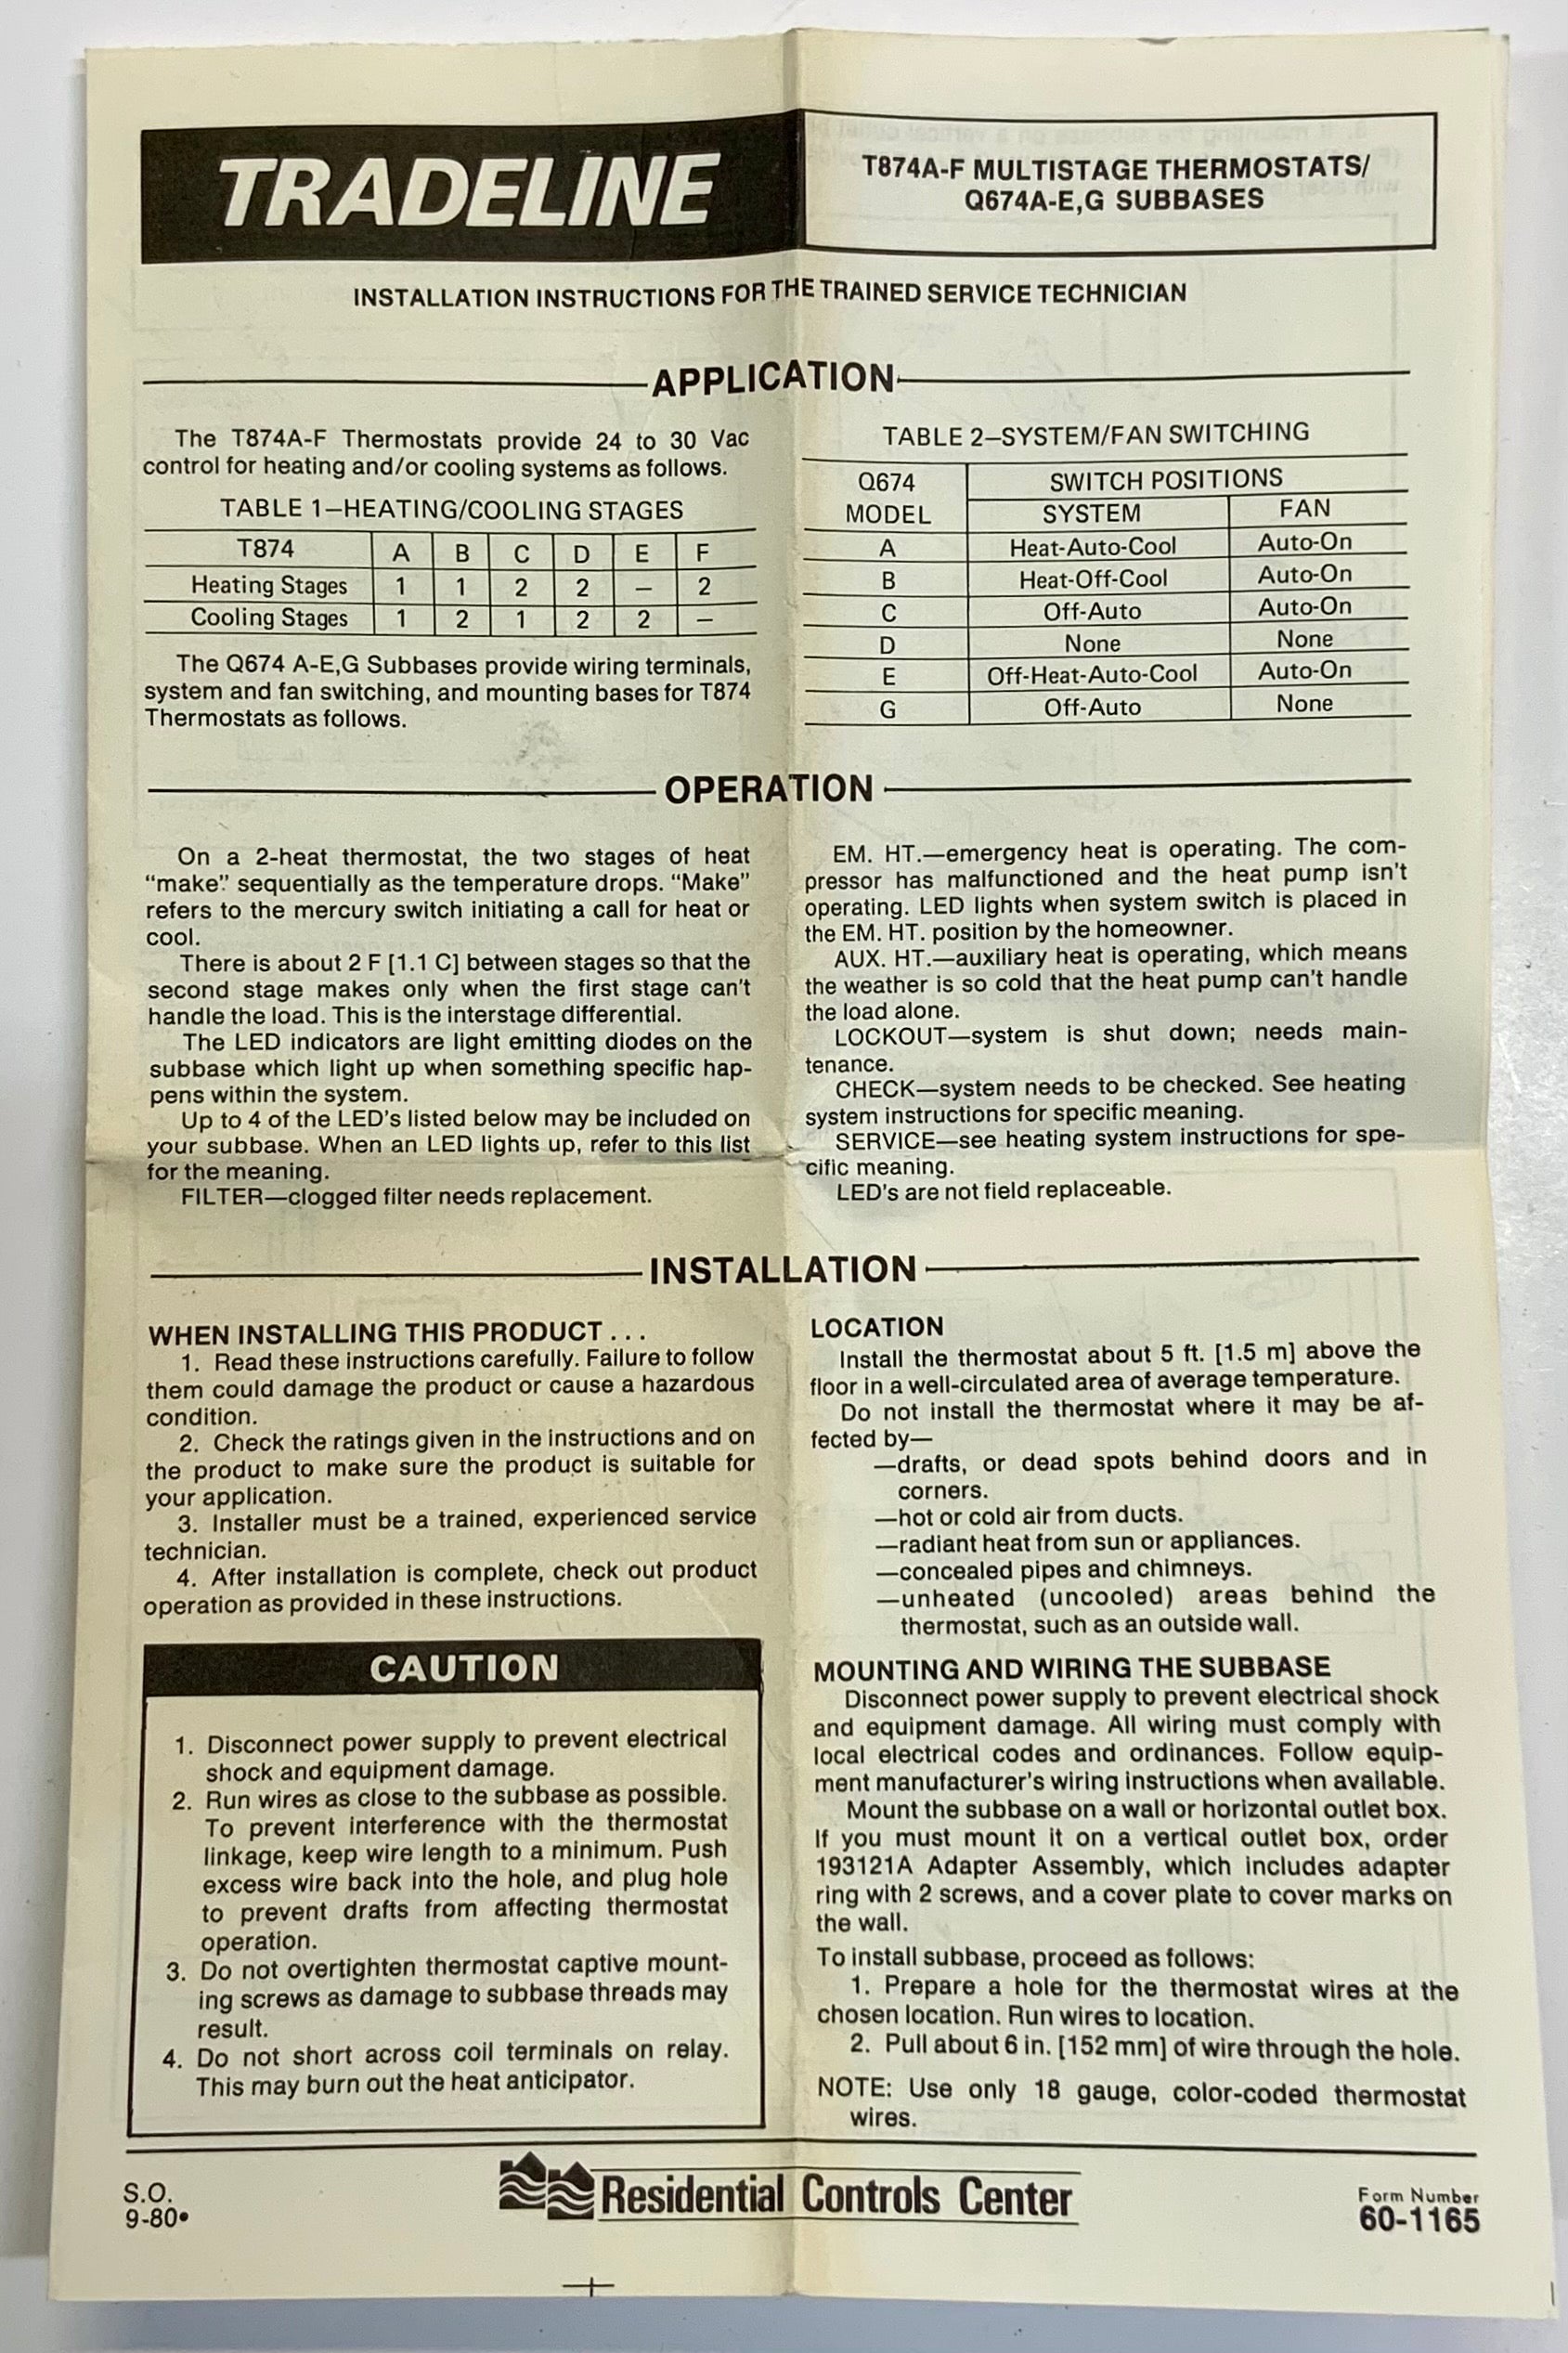 TRADELINE
T874A-F MULTISTAGE THERMOSTATS/
Q674A-E,G SUBBASES
INSTALLATION INSTRUCTIONS FOR THE TRAINED SERVICE TECHNICIAN
APPLICATION
The T874A-F Thermostats provide 24 to 30 Vac
control for heating and/or cooling systems as follows.
TABLE 1—HEATING/COOLING STAGES
T874 A B C D E F
Heating Stages 1 1 2 2 — 2
Cooling Stages 1 2 1 2 2 —
The Q674 A-E,G Subbases provide wiring terminals,
system and fan switching, and mounting bases for T874
Thermostats as follows.
TABLE 2—SYSTEM/FAN SWITCHING
Q674 SWITCH POSITIONS
MODEL SYSTEM FAN
A Heat-Auto-Cool Auto-On
B Heat-Off-Cool Auto-On
C Off-Auto Auto-On
D None None
E Off-Heat-Auto-Cool Auto-On
G Off-Auto None
OPERATION
On a 2-heat thermostat, the two stages of heat
“make” sequentially as the temperature drops. “Make”
refers to the mercury switch initiating a call for heat or
cool.
There is about 2 F [1.1 C] between stages so that the
second stage makes only when the first stage can't
handle the load. This is the interstage differential.
The LED indicators are light emitting diodes on the
subbase which light up when something specific hap-
pens within the system.
Up to 4 of the LED's listed below may be included on
your subbase. When an LED lights up, refer to this list
for the meaning.
FILTER—clogged filter needs replacement.
EM. HT.—emergency heat is operating. The com-
pressor has malfunctioned and the heat pump isn't
operating. LED lights when system switch is placed in
the EM. HT. position by the homeowner.
AUX. HT.—auxiliary heat is operating, which means
the weather is so cold that the heat pump can't handle
the load alone.
LOCKOUT—system is shut down; needs main-
tenance.
CHECK—system needs to be checked. See heating
system instructions for specific meaning.
SERVICE—see heating system instructions for spe-
cific meaning.
LED's are not field replaceable.
INSTALLATION
WHEN INSTALLING THIS PRODUCT . . .
1. Read these instructions carefully. Failure to follow
them could damage the product or cause a hazardous
condition.
2. Check the ratings given in the instructions and on
the product to make sure the product is suitable for
your application.
3. Installer must be a trained, experienced service
technician.
4. After installation is complete, check out product
operation as provided in these instructions.
CAUTION
1. Disconnect power supply to prevent electrical
shock and equipment damage.
2. Run wires as close to the subbase as possible.
To prevent interference with the thermostat
linkage, keep wire length to a minimum. Push
excess wire back into the hole, and plug hole
to prevent drafts from affecting thermostat
operation.
3. Do not overtighten thermostat captive mount-
ing screws as damage to subbase threads may
result.
4. Do not short across coil terminals on relay.
This may burn out the heat anticipator.
LOCATION
Install the thermostat about 5 ft. [1.5 m] above the
floor in a well-circulated area of average temperature.
Do not install the thermostat where it may be af-
fected by—
—drafts, or dead spots behind doors and in
corners.
—hot or cold air from ducts.
—radiant heat from sun or appliances.
—concealed pipes and chimneys.
—unheated (uncooled) areas behind the
thermostat, such as an outside wall.
MOUNTING AND WIRING THE SUBBASE
Disconnect power supply to prevent electrical shock
and equipment damage. All wiring must comply with
local electrical codes and ordinances. Follow equip-
ment manufacturer's wiring instructions when available.
Mount the subbase on a wall or horizontal outlet box.
If you must mount it on a vertical outlet box, order
193121A Adapter Assembly, which includes adapter
ring with 2 screws, and a cover plate to cover marks on
the wall.
To install subbase, proceed as follows:
1. Prepare a hole for the thermostat wires at the
chosen location. Run wires to location.
2. Pull about 6 in. [152 mm] of wire through the hole.
NOTE: Use only 18 gauge, color-coded thermostat
wires.
S.O.
9-80•
Residential Controls Center
Form Number
60-1165